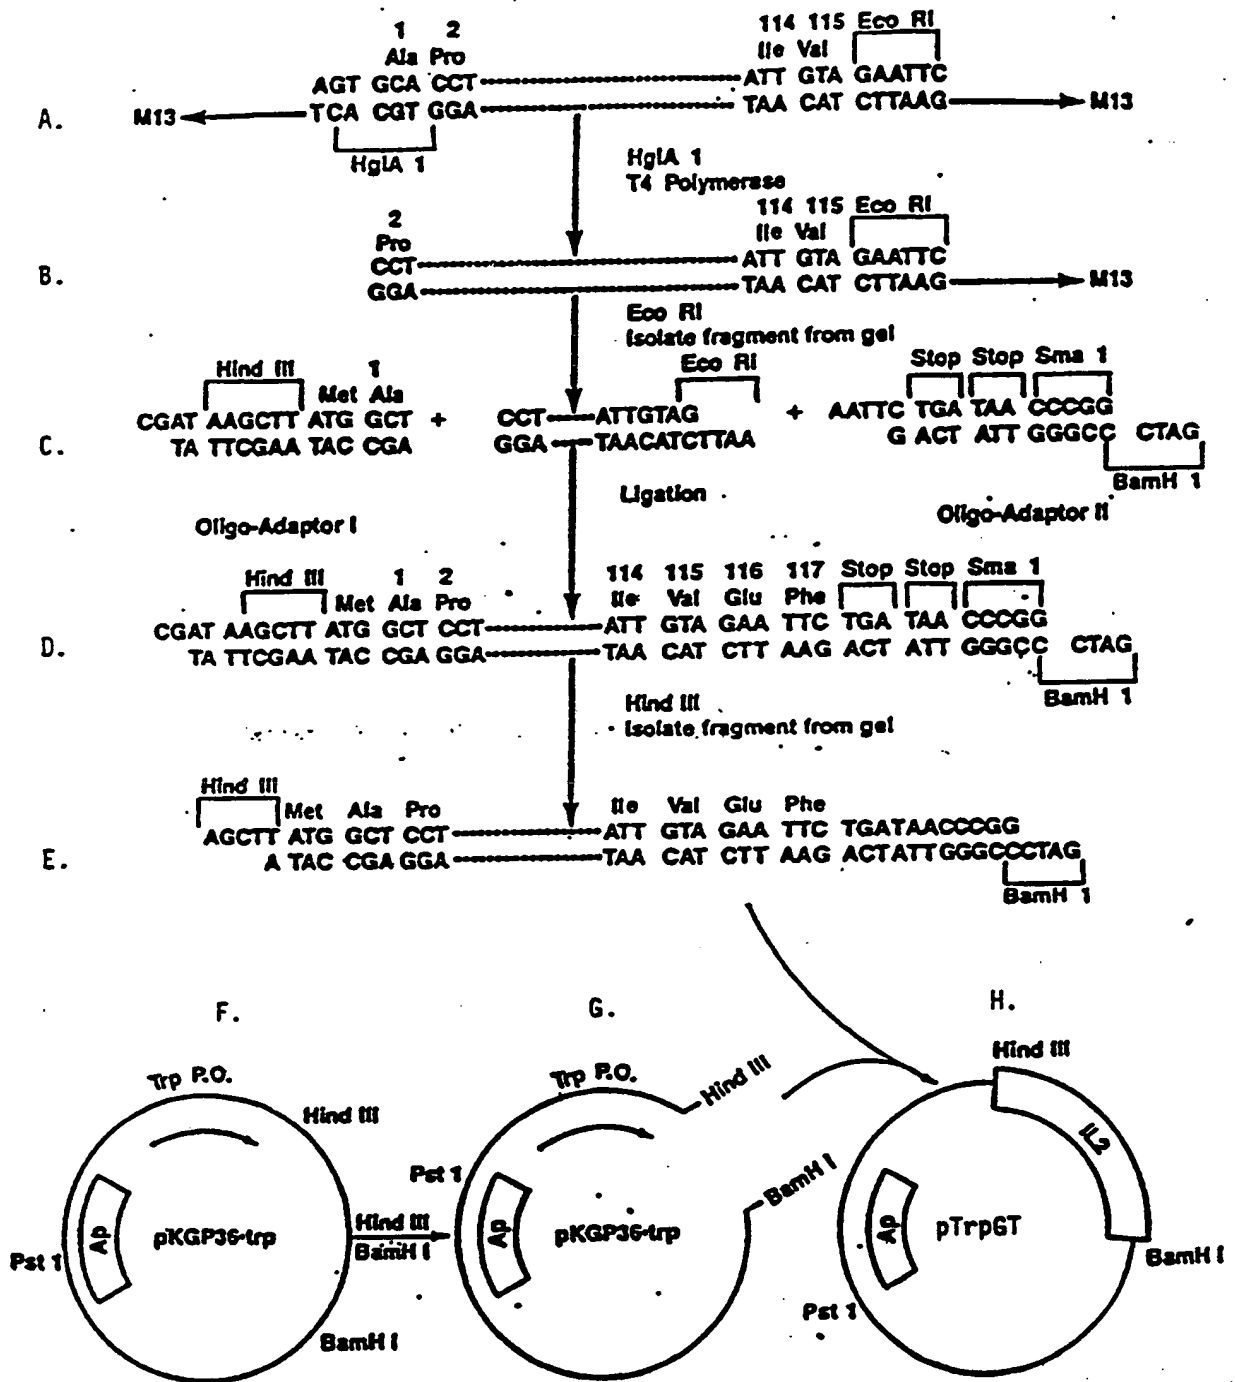 1 2 114 115 Eco RI
Ala Pro Ile Val
AGT GCA CCT ATT GTA GAATTC
A. M13 TCA CGT GGA TAA CAT CTTAAG M13
HgiA 1
HgiA 1
T4 Polymerase
2 114 115 Eco RI
Pro Ile Val
CCT ATT GTA GAATTC
B. GGA TAA CAT CTTAAG M13
Eco RI
Isolate fragment from gel
Hind III 1 Eco RI Stop Stop Sma 1
Met Ala
CGAT AAGCTT ATG GCT + CCT ATTGTAG + AATTC TGA TAA CCCGG
C. TA TTCGAA TAC CGA GGA TAACATCTTAA G ACT ATT GGGCC CTAG
BamH 1
Ligation
Oligo-Adaptor I Oligo-Adaptor II
Hind III 1 2 114 115 116 117 Stop Stop Sma 1
Met Ala Pro Ile Val Glu Phe
CGAT AAGCTT ATG GCT CCT ATT GTA GAA TTC TGA TAA CCCGG
D. TA TTCGAA TAC CGA GGA TAA CAT CTT AAG ACT ATT GGGCC CTAG
BamH 1
Hind III
Isolate fragment from gel
Hind III Met Ala Pro Ile Val Glu Phe
AGCTT ATG GCT CCT ATT GTA GAA TTC TGATAACCCGG
E. A TAC CGA GGA TAA CAT CTT AAG ACTATTGGGCCCTAG
BamH 1
F. G. H.
Trp P.O.
Hind III
Ap
pKGP36-trp
Pst 1
BamH I
Hind III
BamH I
Trp P.O.
Hind III
Pst 1
Ap
pKGP36-trp
BamH I
Hind III
IL2
Ap
pTrpGT
BamH I
Pst 1